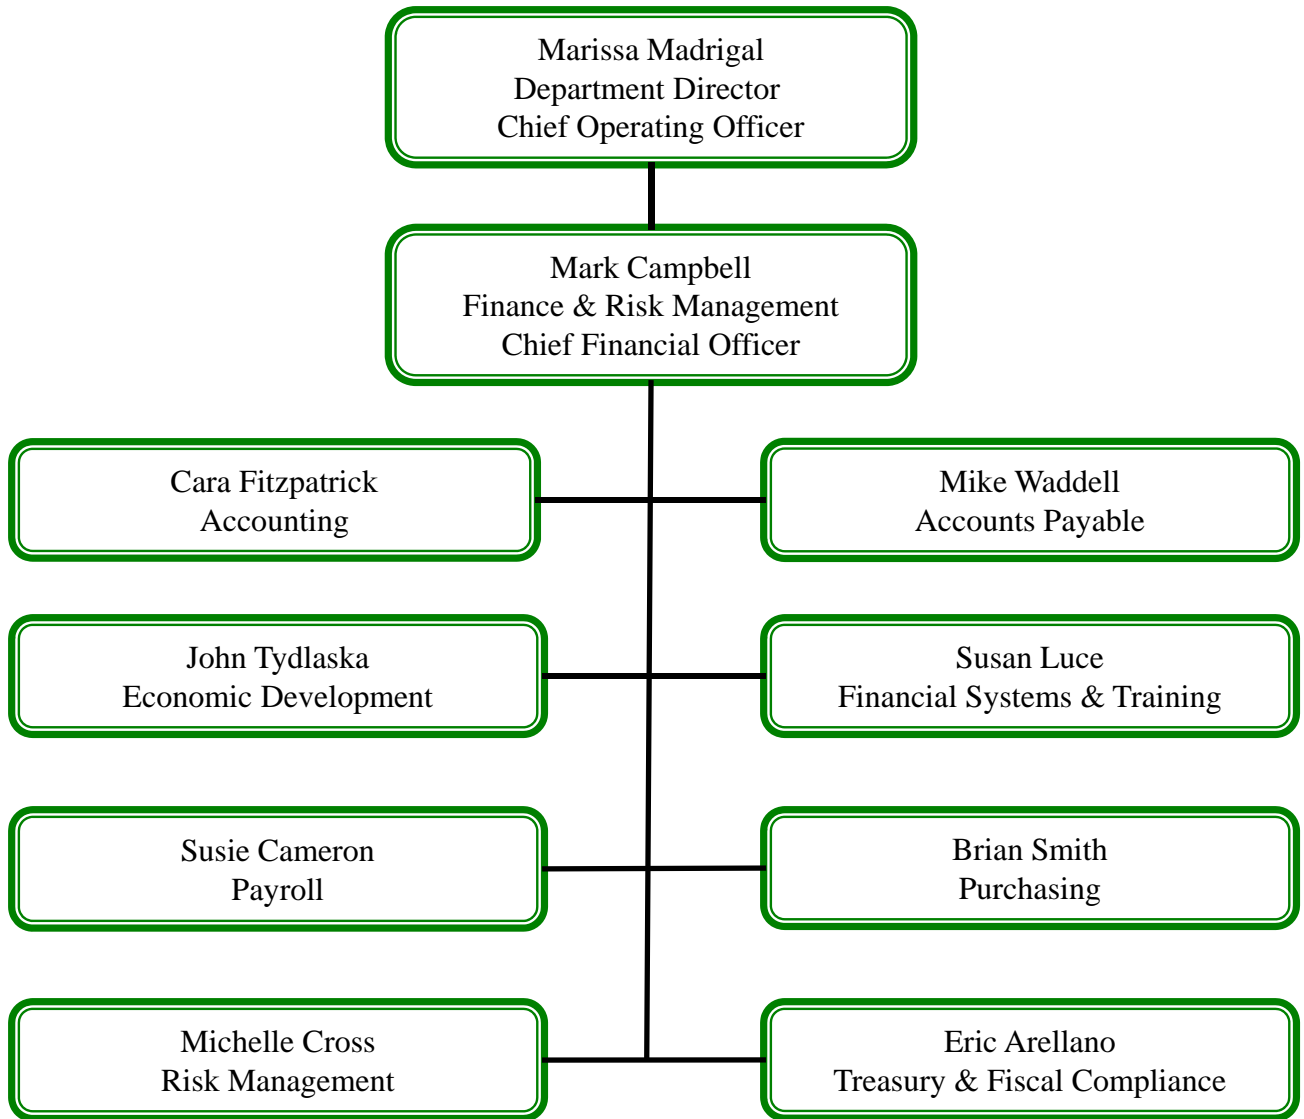 Marissa Madrigal
Department Director
Chief Operating Officer
Mark Campbell
Finance & Risk Management
Chief Financial Officer
Cara Fitzpatrick
Accounting
Mike Waddell
Accounts Payable
John Tydlaska
Economic Development
Susan Luce
Financial Systems & Training
Susie Cameron
Payroll
Brian Smith
Purchasing
Michelle Cross
Risk Management
Eric Arellano
Treasury & Fiscal Compliance